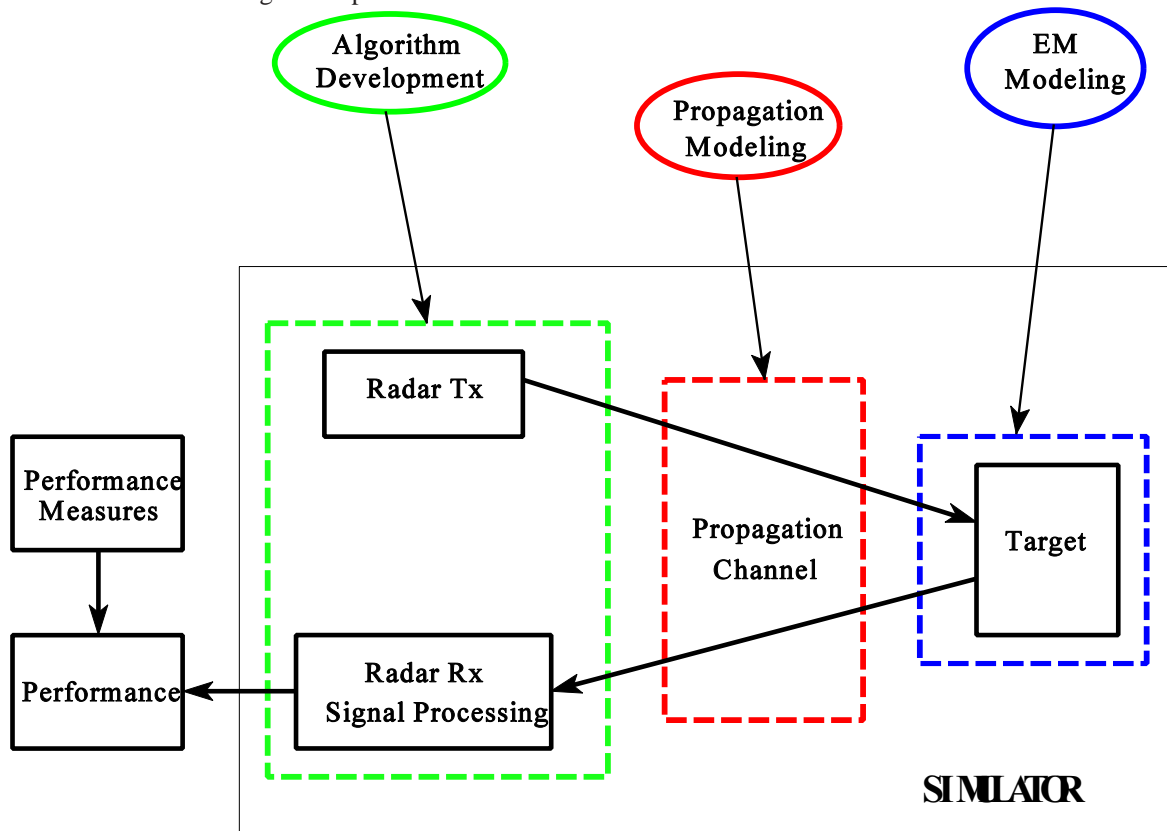 Algorithm
Development
EM
Modeling
Propagation
Modeling
Radar Tx
Performance
Measures
Propagation
Channel
Target
Performance
Radar Rx
Signal Processing
SIMULATOR